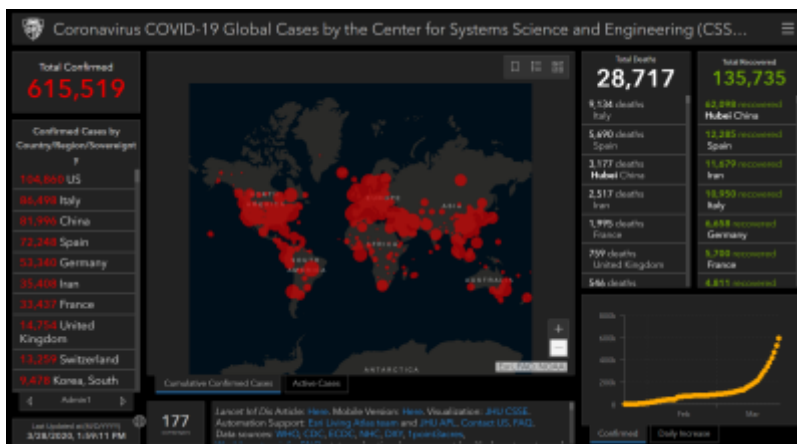 Coronavirus COVID-19 Global Cases by the Center for Systems Science and Engineering (CSS...
Total Confirmed
615,519
Confirmed Cases by
Country/Region/Sovereignt
y
104,860 US
86,498 Italy
81,996 China
72,248 Spain
53,340 Germany
35,408 Iran
33,437 France
14,754 United
Kingdom
13,259 Switzerland
9,478 Korea, South
Admin1
Last Updated at (M/D/YYYY)
3/28/2020, 1:59:11 PM
NORTH
AMERICA
SOUTH
AMERICA
EUROPE
AFRICA
ASIA
AUSTRALIA
ANTARCTICA
+
Esri, FAO, NOAA
Cumulative Confirmed Cases
Active Cases
177
Lancet Inf Dis Article: Here. Mobile Version: Here. Visualization: JHU CSSE.
Automation Support: Esri Living Atlas team and JHU APL. Contact US. FAQ.
Data sources: WHO, CDC, ECDC, NHC, DXY, 1point3acres,
Total Deaths
28,717
9,134 deaths
Italy
5,690 deaths
Spain
3,177 deaths
Hubei China
2,517 deaths
Iran
1,995 deaths
France
759 deaths
United Kingdom
546 deaths
Total Recovered
135,735
62,098 recovered
Hubei China
12,285 recovered
Spain
11,679 recovered
Iran
10,950 recovered
Italy
6,658 recovered
Germany
5,700 recovered
France
4,811 recovered
800k
600k
400k
200k
0
Feb
Mar
Confirmed
Daily Increase